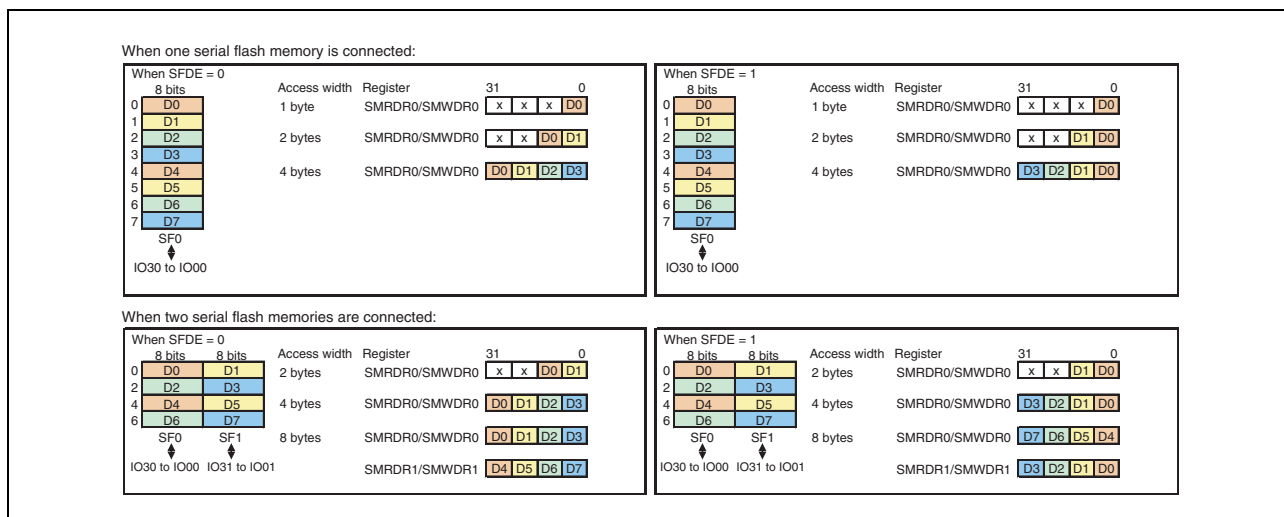 When one serial flash memory is connected:
When SFDE = 0
8 bits Access width Register 31 0
0 D0 1 byte SMRDR0/SMWDR0 x x x D0
1 D1
2 D2 2 bytes SMRDR0/SMWDR0 x x D0 D1
3 D3
4 D4 4 bytes SMRDR0/SMWDR0 D0 D1 D2 D3
5 D5
6 D6
7 D7
SF0
IO30 to IO00
When SFDE = 1
8 bits Access width Register 31 0
0 D0 1 byte SMRDR0/SMWDR0 x x x D0
1 D1
2 D2 2 bytes SMRDR0/SMWDR0 x x D1 D0
3 D3
4 D4 4 bytes SMRDR0/SMWDR0 D3 D2 D1 D0
5 D5
6 D6
7 D7
SF0
IO30 to IO00
When two serial flash memories are connected:
When SFDE = 0
8 bits 8 bits Access width Register 31 0
0 D0 D1 2 bytes SMRDR0/SMWDR0 x x D0 D1
2 D2 D3
4 D4 D5 4 bytes SMRDR0/SMWDR0 D0 D1 D2 D3
6 D6 D7
SF0 SF1 8 bytes SMRDR0/SMWDR0 D0 D1 D2 D3
IO30 to IO00 IO31 to IO01 SMRDR1/SMWDR1 D4 D5 D6 D7
When SFDE = 1
8 bits 8 bits Access width Register 31 0
0 D0 D1 2 bytes SMRDR0/SMWDR0 x x D1 D0
2 D2 D3
4 D4 D5 4 bytes SMRDR0/SMWDR0 D3 D2 D1 D0
6 D6 D7
SF0 SF1 8 bytes SMRDR0/SMWDR0 D7 D6 D5 D4
IO30 to IO00 IO31 to IO01 SMRDR1/SMWDR1 D3 D2 D1 D0